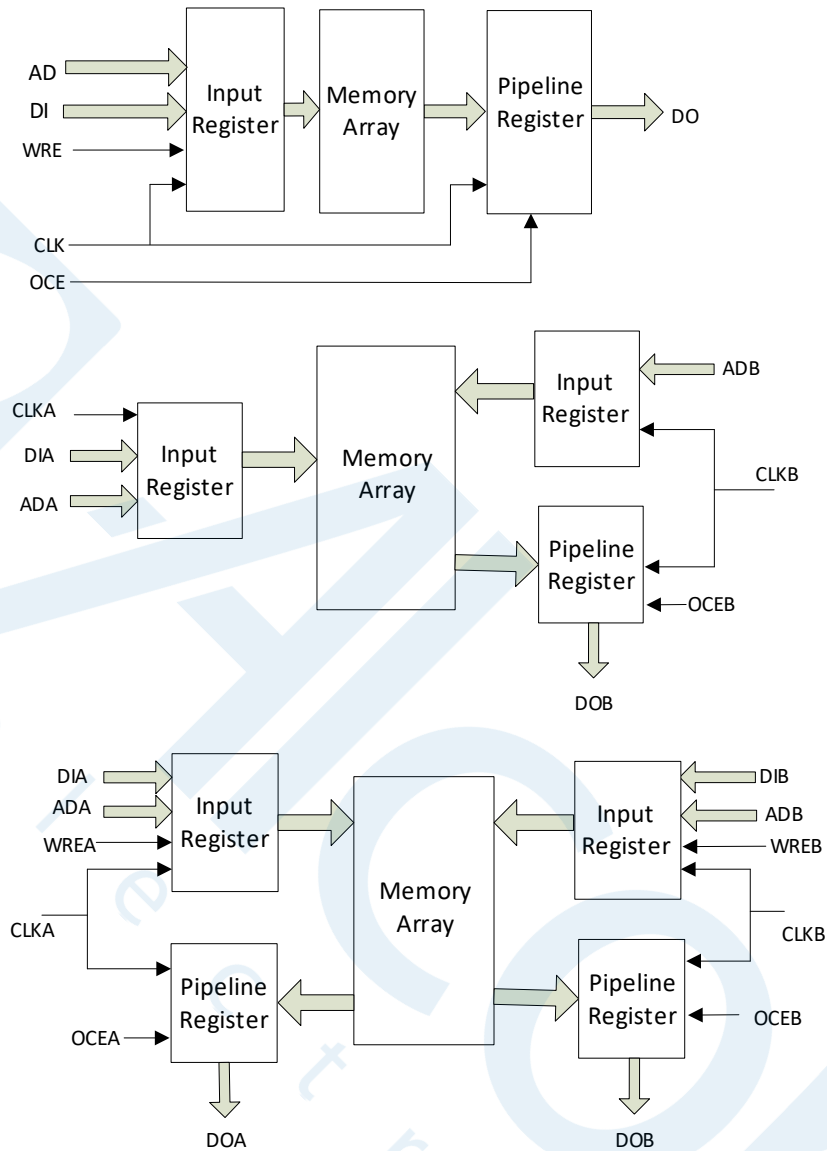 AD
DI
WRE
CLK
OCE
Input
Register
Memory
Array
Pipeline
Register
DO
CLKA
DIA
ADA
Input
Register
Memory
Array
Input
Register
ADB
CLKB
Pipeline
Register
OCEB
DOB
DIA
ADA
WREA
CLKA
OCEA
Input
Register
Pipeline
Register
DOA
Memory
Array
Input
Register
DIB
ADB
WREB
CLKB
Pipeline
Register
OCEB
DOB